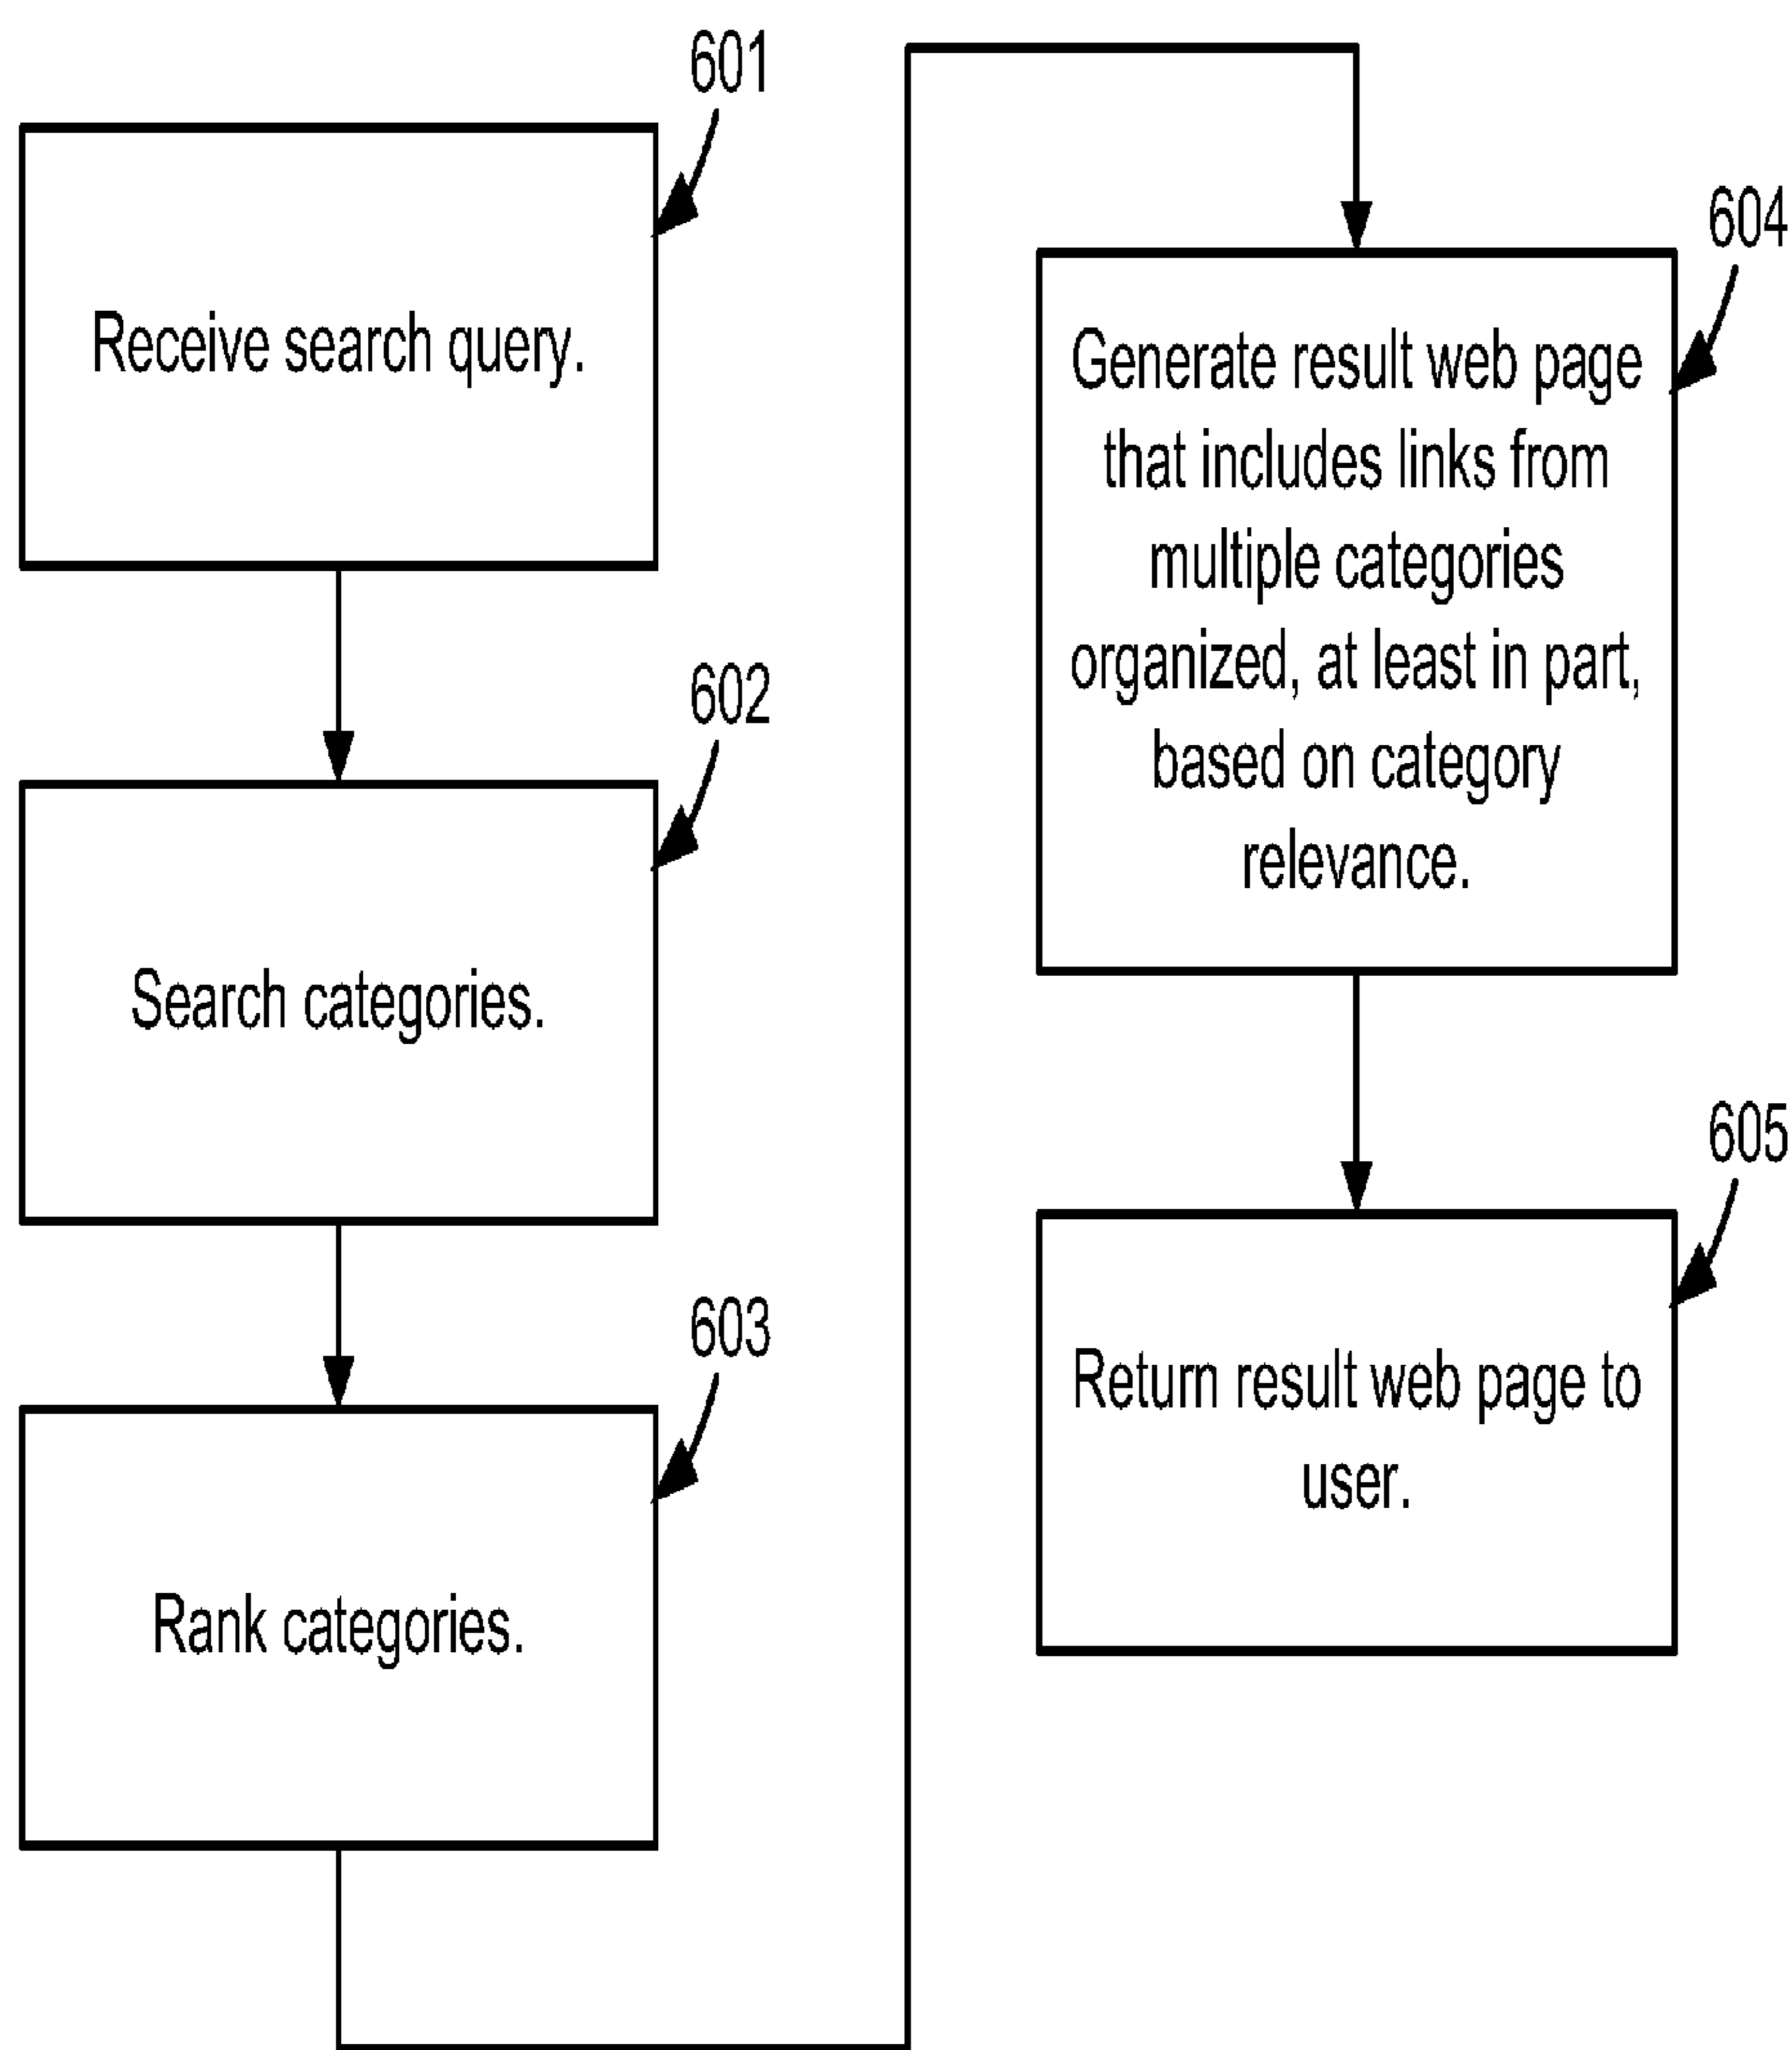 601
Receive search query.
602
Search categories.
603
Rank categories.
604
Generate result web page
that includes links from
multiple categories
organized, at least in part,
based on category
relevance.
605
Return result web page to
user.